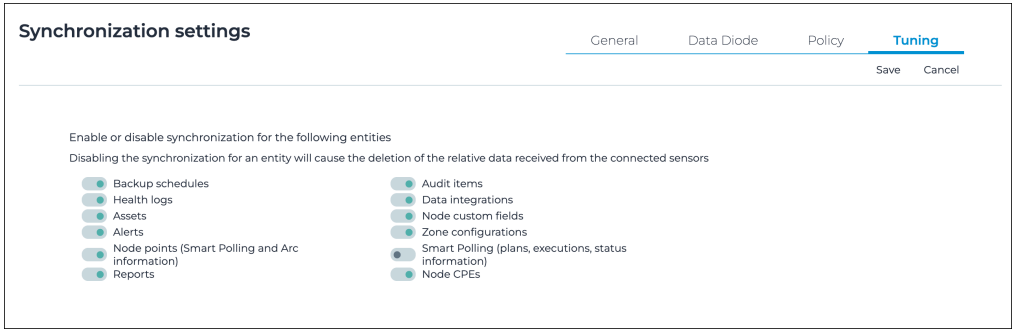 Synchronization settings
General
Data Diode
Policy
Tuning
Save
Cancel
Enable or disable synchronization for the following entities
Disabling the synchronization for an entity will cause the deletion of the relative data received from the connected sensors
Backup schedules
Health logs
Assets
Alerts
Node points (Smart Polling and Arc
information)
Reports
Audit items
Data integrations
Node custom fields
Zone configurations
Smart Polling (plans, executions, status
information)
Node CPEs